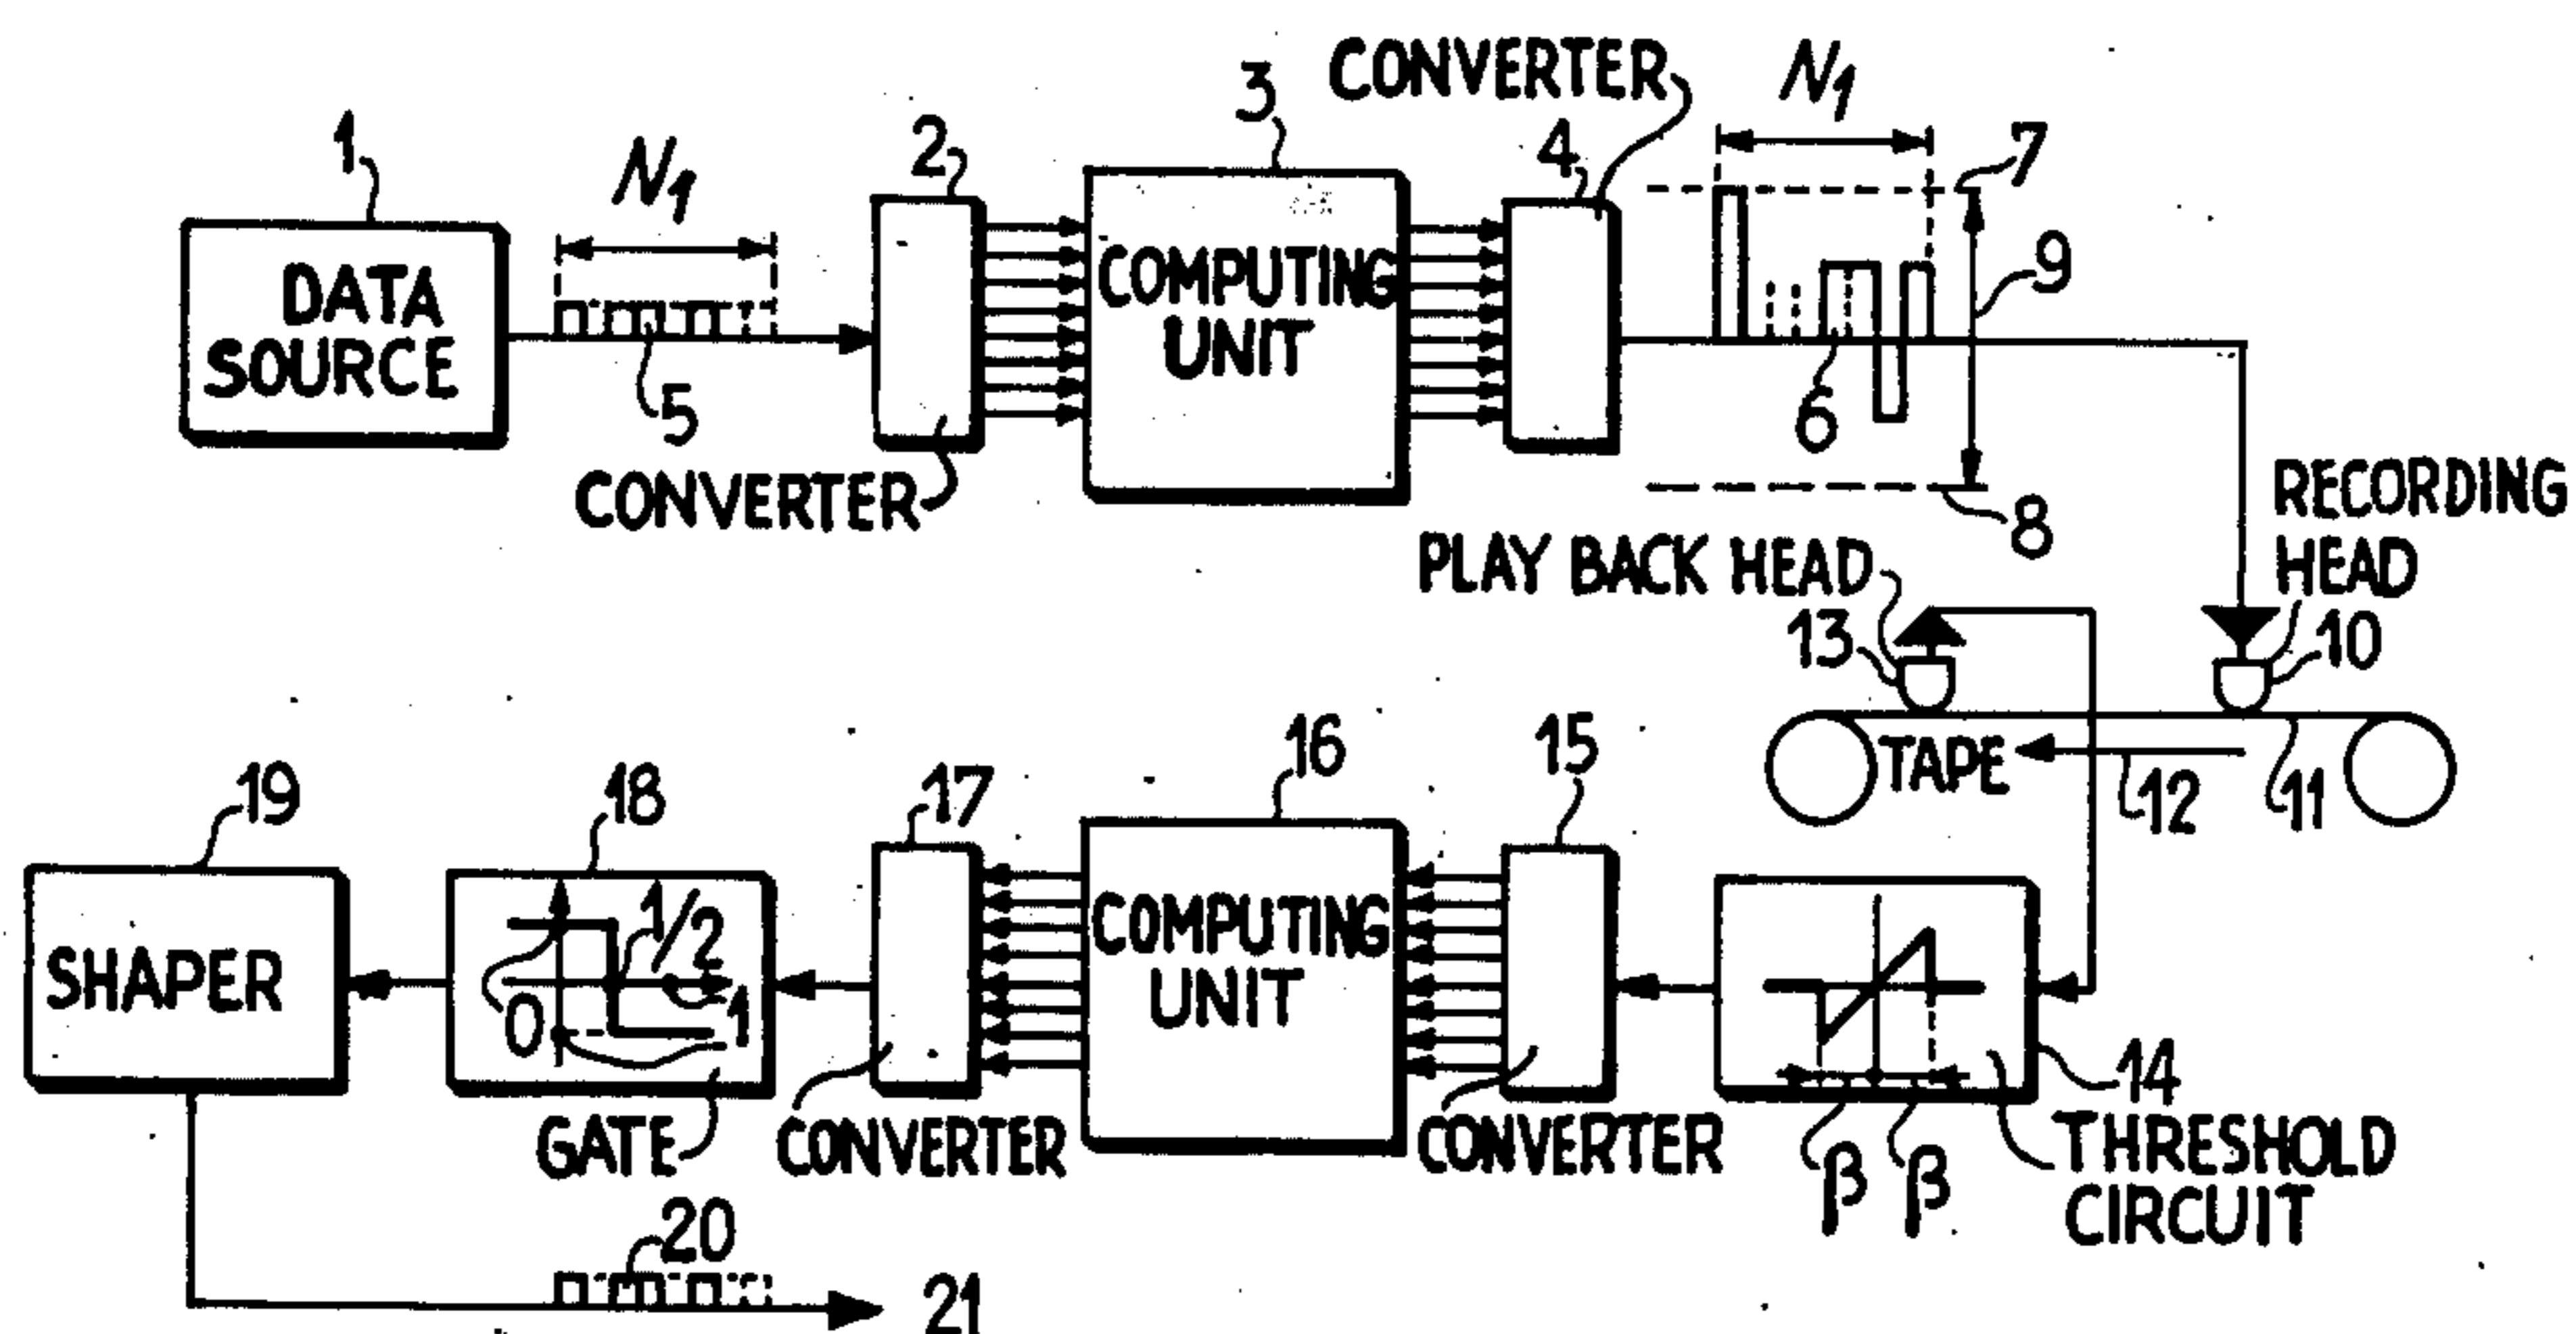 1
N1
2
3
CONVERTER
4
N1
7
DATA
SOURCE
5
CONVERTER
COMPUTING
UNIT
6
9
8
RECORDING
HEAD
10
PLAY BACK HEAD
13
TAPE
12
11
19
18
17
16
15
SHAPER
0
1/2
1
1
GATE
CONVERTER
COMPUTING
UNIT
CONVERTER
β
β
14
THRESHOLD
CIRCUIT
20
21